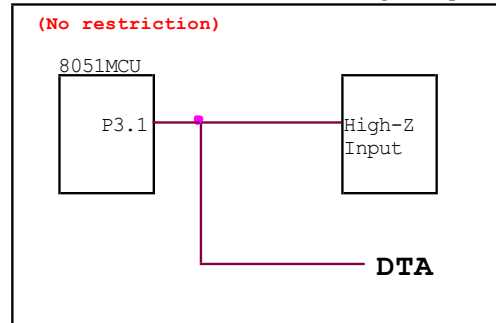 (No restriction)
8051MCU
P3.1
High-Z
Input
DTA